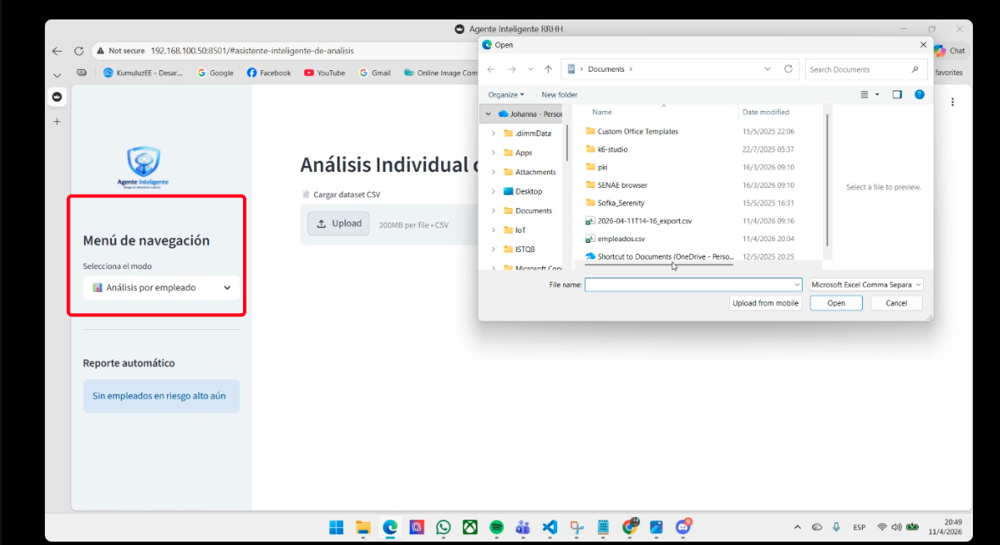 Agente Inteligente RRHH
Not secure 192.168.100.50:8501/#asistente-inteligente-de-analisis
Chat
KumuluzEE - Desar...
Google
Facebook
YouTube
Gmail
Online Image Com
favorites
Agente Inteligente
Menú de navegación
Selecciona el modo
Análisis por empleado
Reporte automático
Sin empleados en riesgo alto aún
Análisis Individual
Cargar dataset CSV
Upload
200MB per file • CSV
Open
Documents
Search Documents
Organize
New folder
Johanna - Person
.dimmData
Apps
Attachments
Desktop
Documents
IoT
ISTQB
Microsoft Con
Name
Date modified
Custom Office Templates
15/5/2025 22:06
k6-studio
22/7/2025 05:37
pki
16/3/2026 09:10
SENAE browser
16/3/2026 09:10
Sofka_Serenity
15/5/2025 16:31
2026-04-11T14-16_export.csv
11/4/2026 09:16
empleados.csv
11/4/2026 20:04
Shortcut to Documents (OneDrive - Perso...
12/5/2025 20:25
Select a file to preview.
File name:
Microsoft Excel Comma Separa
Upload from mobile
Open
Cancel
ESP
20:49
11/4/2026